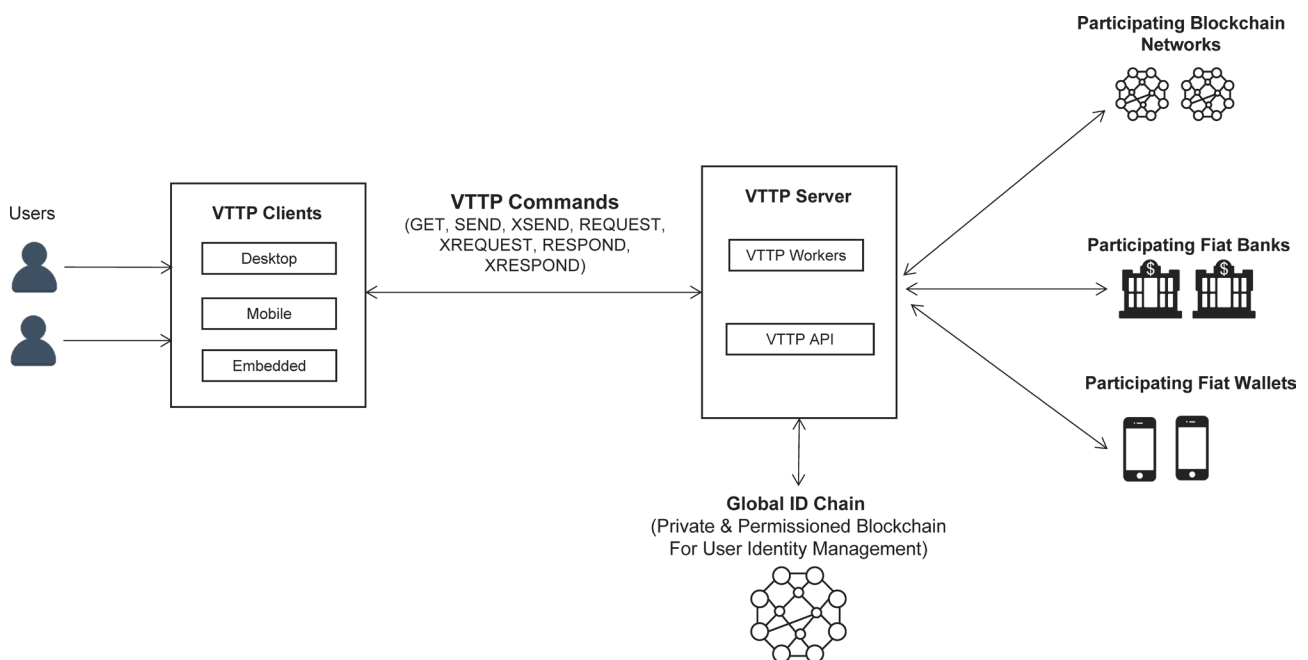 Users
VTTP Clients
Desktop
Mobile
Embedded
VTTP Commands
(GET, SEND, XSEND, REQUEST,
XREQUEST, RESPOND,
XRESPOND)
VTTP Server
VTTP Workers
VTTP API
Global ID Chain
(Private & Permissioned Blockchain
For User Identity Management)
Participating Blockchain
Networks
Participating Fiat Banks
$ $
Participating Fiat Wallets